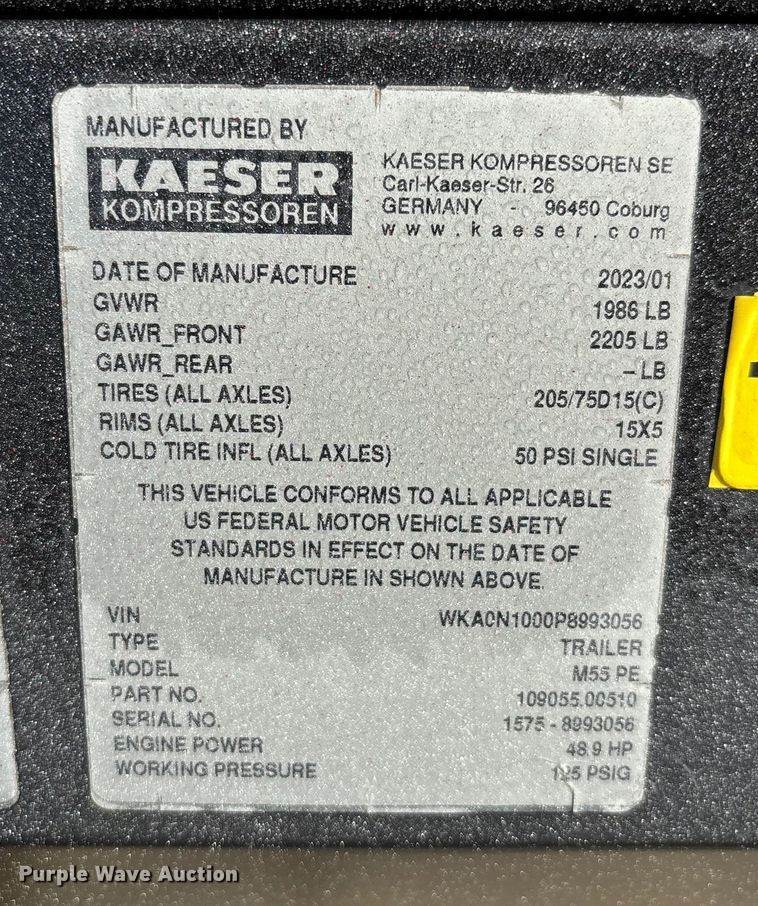 MANUFACTURED BY
KAESER
KOMPRESSOREN
KAESER KOMPRESSOREN SE
Carl-Kaeser-Str. 26
GERMANY - 96450 Coburg
www.kaeser.com
DATE OF MANUFACTURE 2023/01
GVWR 1986 LB
GAWR_FRONT 2205 LB
GAWR_REAR – LB
TIRES (ALL AXLES) 205/75D15(C)
RIMS (ALL AXLES) 15X5
COLD TIRE INFL (ALL AXLES) 50 PSI SINGLE
THIS VEHICLE CONFORMS TO ALL APPLICABLE
US FEDERAL MOTOR VEHICLE SAFETY
STANDARDS IN EFFECT ON THE DATE OF
MANUFACTURE IN SHOWN ABOVE.
VIN WKA0N1000P8993056
TYPE TRAILER
MODEL M55 PE
PART NO. 109055.00510
SERIAL NO. 1575 - 8993056
ENGINE POWER 48.9 HP
WORKING PRESSURE 125 PSIG
Purple Wave Auction